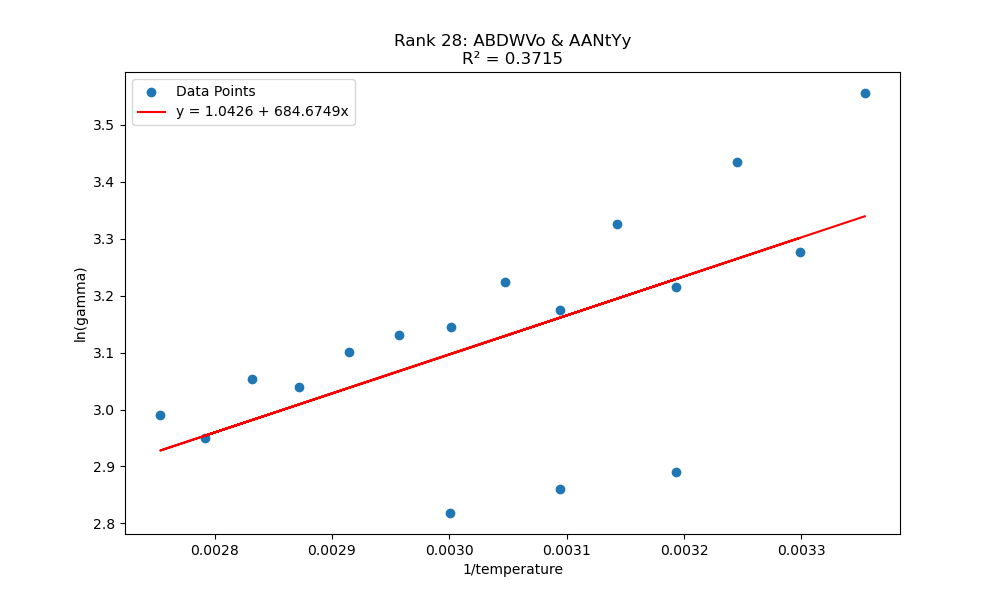 Rank 28: ABDWVo & AANtYy
R² = 0.3715
Data Points
y = 1.0426 + 684.6749x
3.5
3.4
3.3
3.2
3.1
3.0
2.9
2.8
ln(gamma)
0.0028 0.0029 0.0030 0.0031 0.0032 0.0033
1/temperature